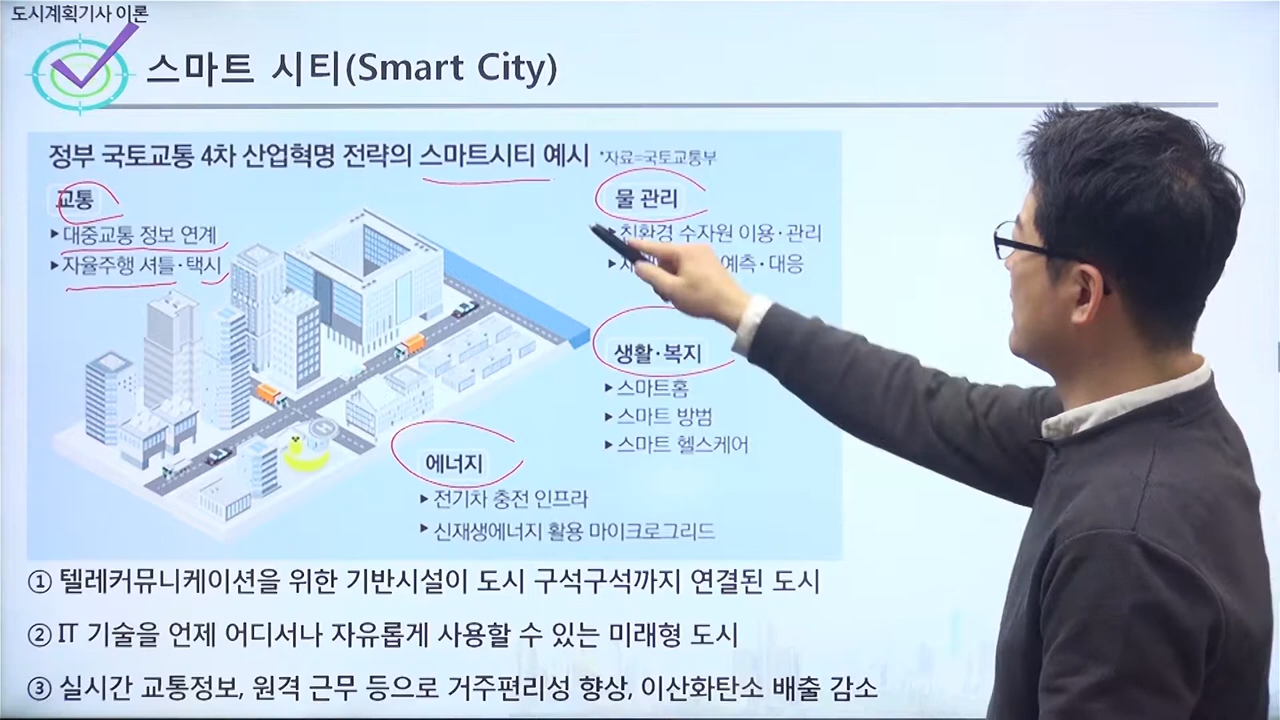 도시계획기사 이론
스마트 시티(Smart City)
정부 국토교통 4차 산업혁명 전략의 스마트시티 예시 *자료=국토교통부
교통
▸대중교통 정보 연계
▸자율주행 셔틀·택시
물 관리
▸친환경 수자원 이용·관리
▸ 예측·대응
생활·복지
▸스마트홈
▸스마트 방범
▸스마트 헬스케어
에너지
▸전기차 충전 인프라
▸신재생에너지 활용 마이크로그리드
① 텔레커뮤니케이션을 위한 기반시설이 도시 구석구석까지 연결된 도시
② IT 기술을 언제 어디서나 자유롭게 사용할 수 있는 미래형 도시
③ 실시간 교통정보, 원격 근무 등으로 거주편리성 향상, 이산화탄소 배출 감소